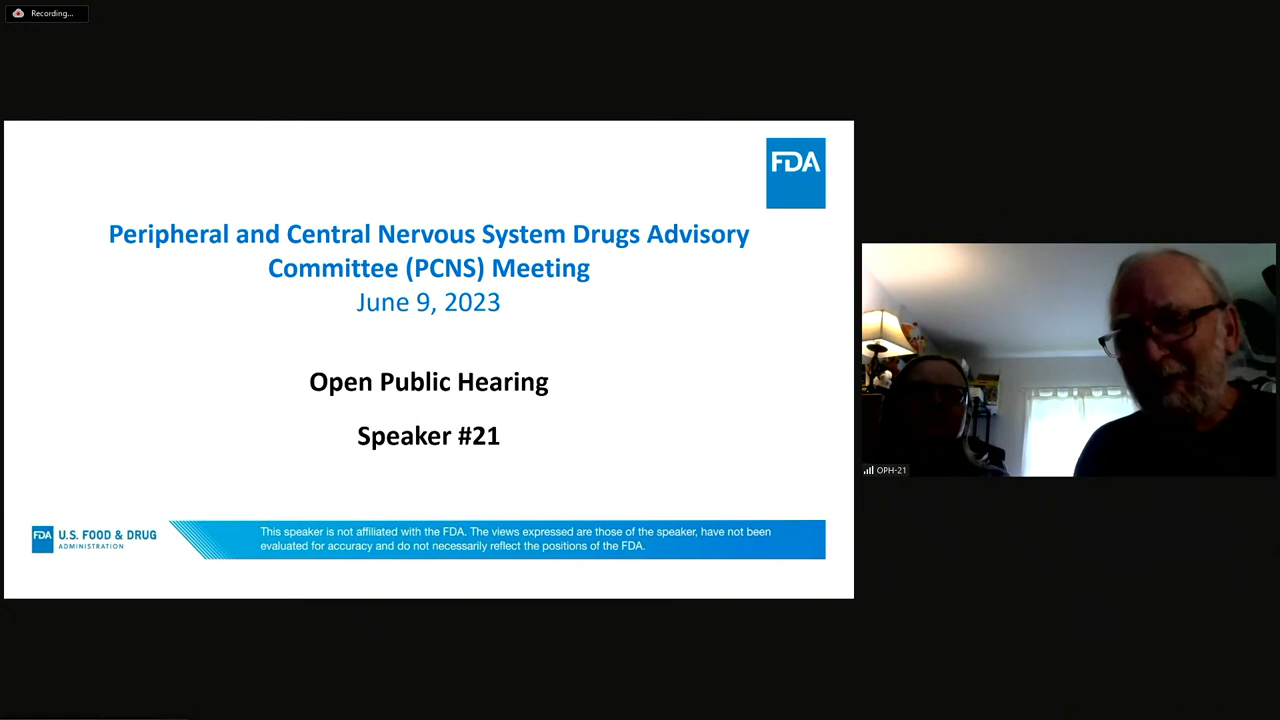 Recording...
FDA
Peripheral and Central Nervous System Drugs Advisory
Committee (PCNS) Meeting
June 9, 2023
Open Public Hearing
Speaker #21
FDA
U.S. FOOD & DRUG
ADMINISTRATION
This speaker is not affiliated with the FDA. The views expressed are those of the speaker, have not been
evaluated for accuracy and do not necessarily reflect the positions of the FDA.
OPH-21